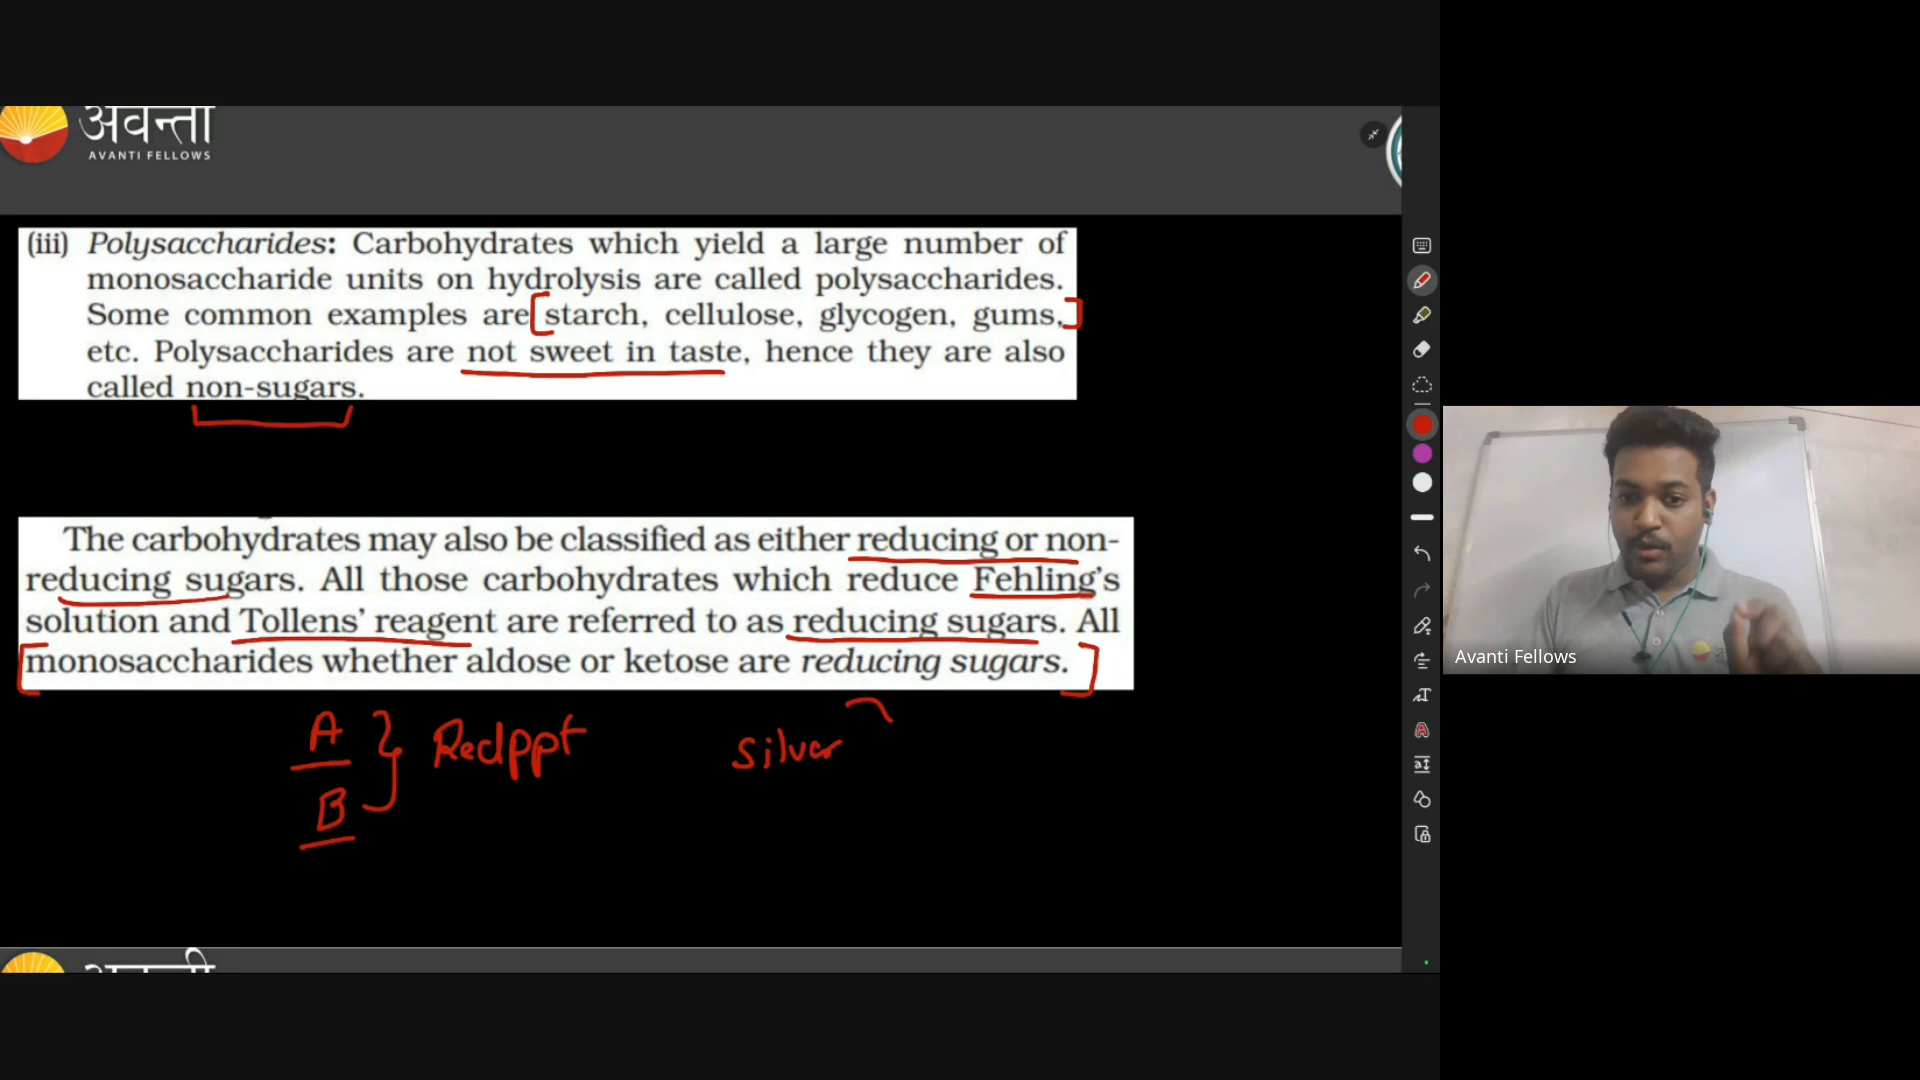 अवन्ती
AVANTI FELLOWS
(iii) Polysaccharides: Carbohydrates which yield a large number of
monosaccharide units on hydrolysis are called polysaccharides.
Some common examples are starch, cellulose, glycogen, gums,
etc. Polysaccharides are not sweet in taste, hence they are also
called non-sugars.
The carbohydrates may also be classified as either reducing or non-
reducing sugars. All those carbohydrates which reduce Fehling's
solution and Tollens' reagent are referred to as reducing sugars. All
monosaccharides whether aldose or ketose are reducing sugars.
A
B
Red ppt
silver
Avanti Fellows